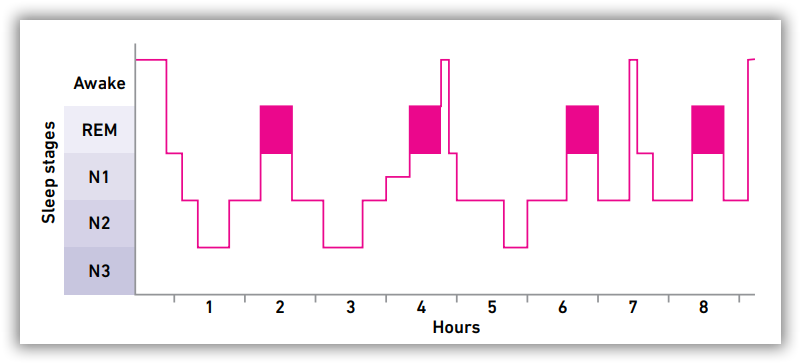 Sleep stages
Awake
REM
N1
N2
N3
1 2 3 4 5 6 7 8
Hours